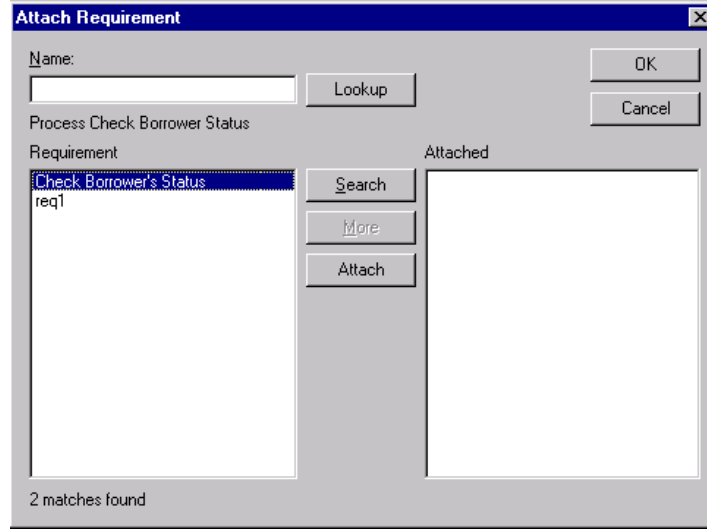 Attach Requirement
Name:
OK
Lookup
Cancel
Process Check Borrower Status
Requirement
Attached
Check Borrower's Status
Search
req1
More
Attach
2 matches found